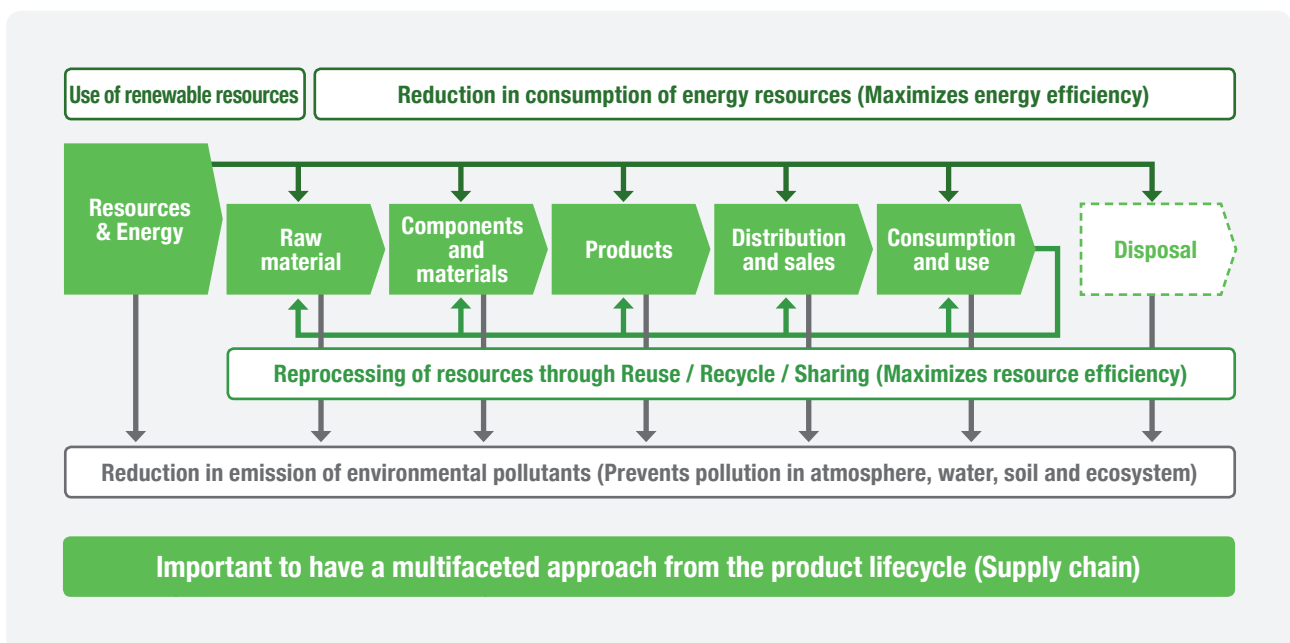 Use of renewable resources
Reduction in consumption of energy resources (Maximizes energy efficiency)
Resources
& Energy
Raw
material
Components
and
materials
Products
Distribution
and sales
Consumption
and use
Disposal
Reprocessing of resources through Reuse / Recycle / Sharing (Maximizes resource efficiency)
Reduction in emission of environmental pollutants (Prevents pollution in atmosphere, water, soil and ecosystem)
Important to have a multifaceted approach from the product lifecycle (Supply chain)